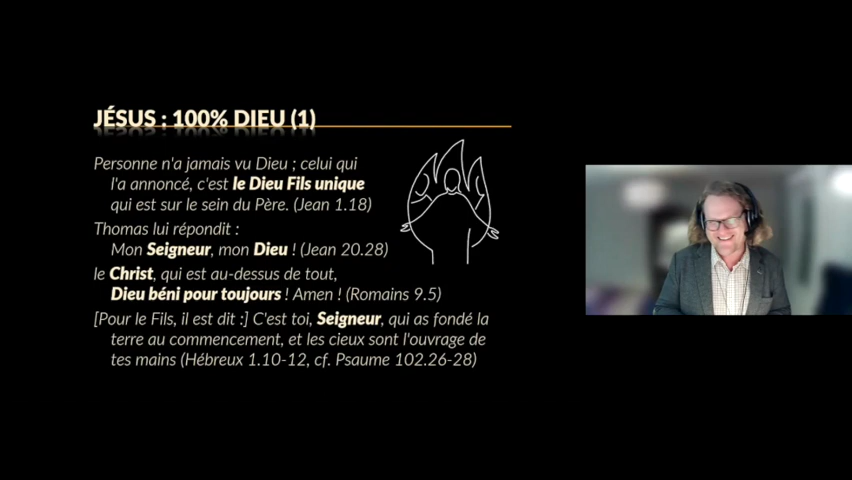 JÉSUS : 100% DIEU (1)
Personne n'a jamais vu Dieu ; celui qui
l'a annoncé, c'est le Dieu Fils unique
qui est sur le sein du Père. (Jean 1.18)
Thomas lui répondit :
Mon Seigneur, mon Dieu ! (Jean 20.28)
le Christ, qui est au-dessus de tout,
Dieu béni pour toujours ! Amen ! (Romains 9.5)
[Pour le Fils, il est dit :] C'est toi, Seigneur, qui as fondé la
terre au commencement, et les cieux sont l'ouvrage de
tes mains (Hébreux 1.10-12, cf. Psaume 102.26-28)